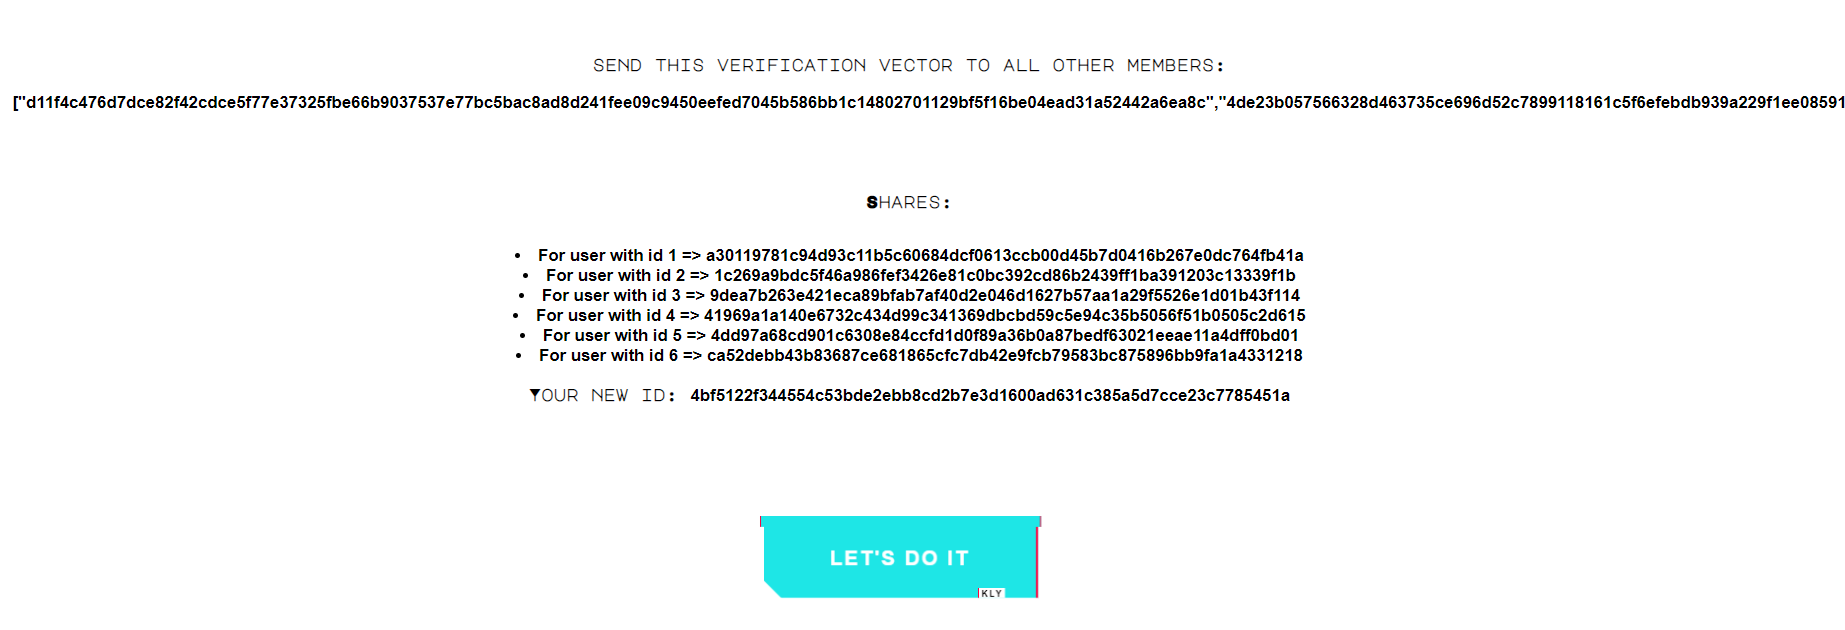 SEND THIS VERIFICATION VECTOR TO ALL OTHER MEMBERS:
["d11f4c476d7dce82f42cdce5f77e37325fbe66b9037537e77bc5bac8ad8d241fee09c9450eefed7045b586bb1c14802701129bf5f16be04ead31a52442a6ea8c","4de23b057566328d463735ce696d52c7899118161c5f6efebdb939a229f1ee08591
SHARES:
• For user with id 1 => a30119781c94d93c11b5c60684dcf0613ccb00d45b7d0416b267e0dc764fb41a
• For user with id 2 => 1c269a9bdc5f46a986fef3426e81c0bc392cd86b2439ff1ba391203c13339f1b
• For user with id 3 => 9dea7b263e421eca89bfab7af40d2e046d1627b57aa1a29f5526e1d01b43f114
• For user with id 4 => 41969a1a140e6732c434d99c341369dbcbd59c5e94c35b5056f51b0505c2d615
• For user with id 5 => 4dd97a68cd901c6308e84ccfd1d0f89a36b0a87bedf63021eeae11a4dff0bd01
• For user with id 6 => ca52debb43b83687ce681865cfc7db42e9fcb79583bc875896bb9fa1a4331218
YOUR NEW ID: 4bf5122f344554c53bde2ebb8cd2b7e3d1600ad631c385a5d7cce23c7785451a
LET'S DO IT
KLY